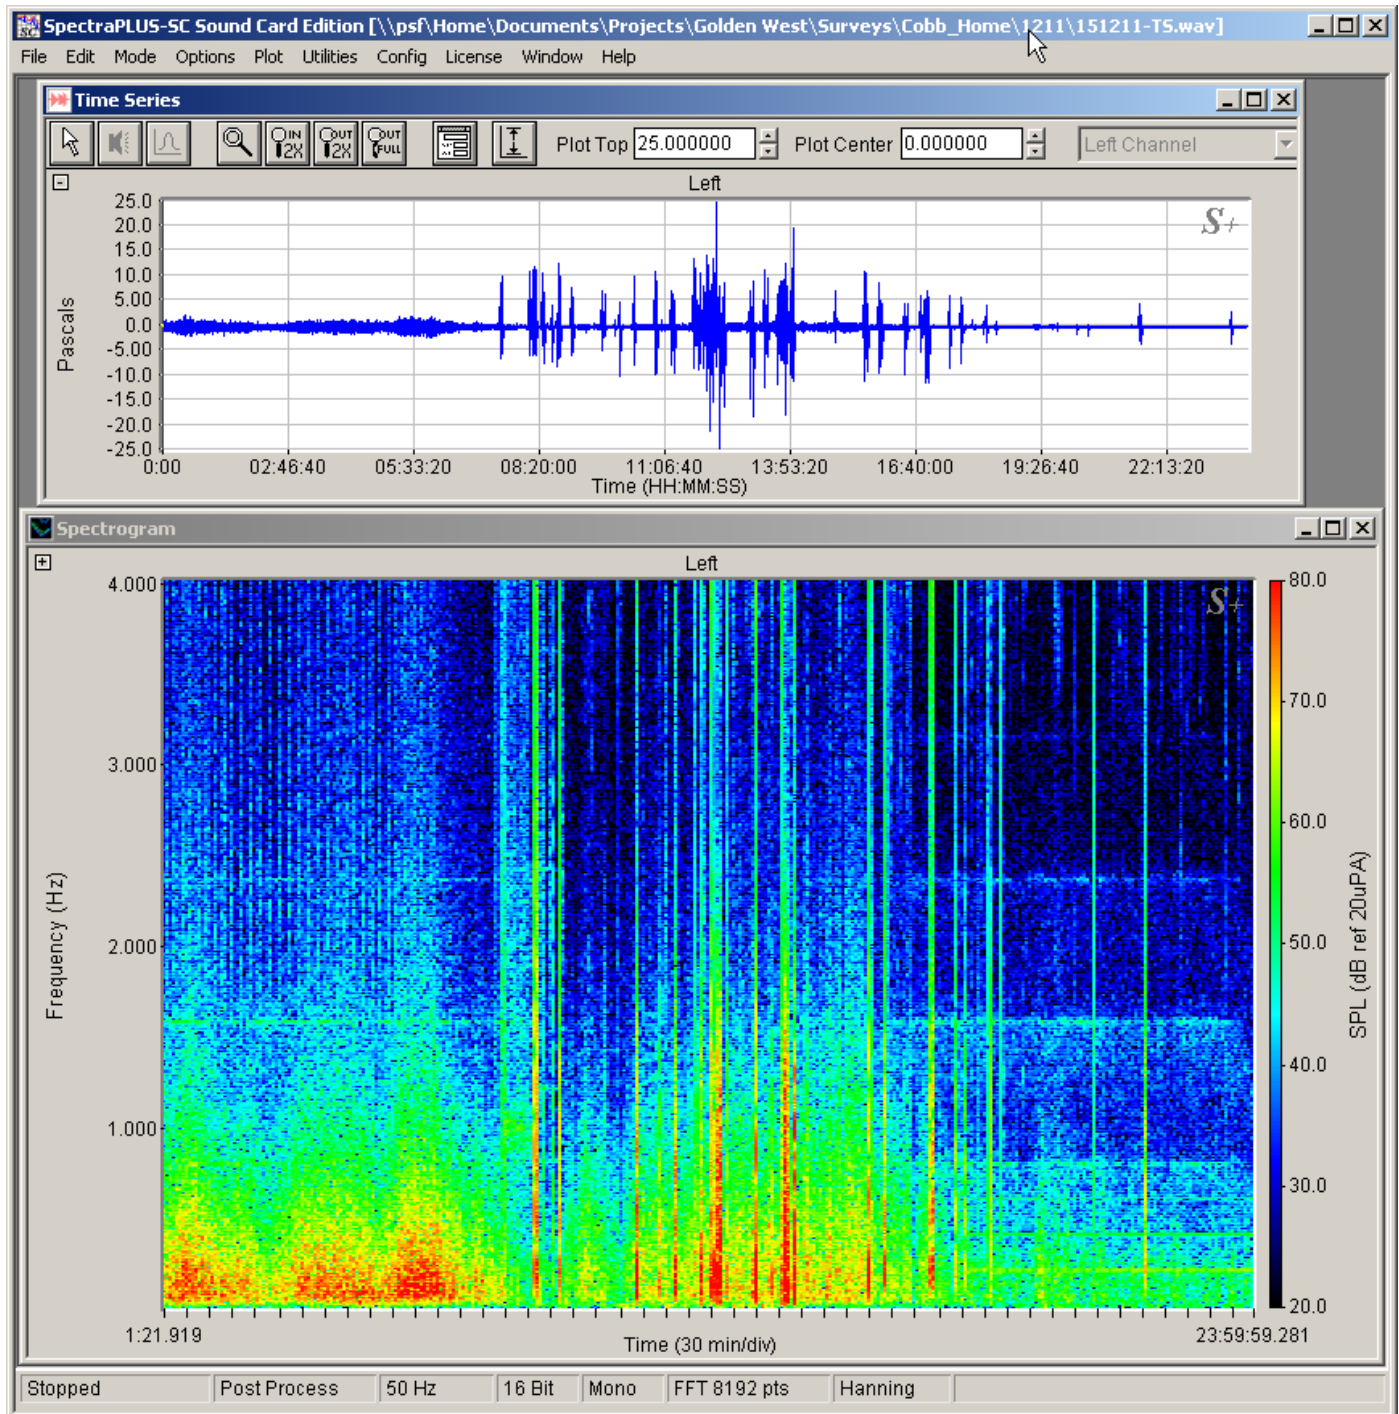 SpectraPLUS-SC Sound Card Edition [\\psf\Home\Documents\Projects\Golden West\Surveys\Cobb_Home\1211\151211-TS.wav]
File Edit Mode Options Plot Utilities Config License Window Help
Time Series
IN 2X OUT 2X OUT FULL Plot Top 25.000000 Plot Center 0.000000 Left Channel
Left
S+
25.0
20.0
15.0
10.0
5.00
0.0
-5.00
-10.0
-15.0
-20.0
-25.0
Pascals
0:00 02:46:40 05:33:20 08:20:00 11:06:40 13:53:20 16:40:00 19:26:40 22:13:20
Time (HH:MM:SS)
Spectrogram
Left
S+
4.000
3.000
2.000
1.000
Frequency (Hz)
80.0
70.0
60.0
50.0
40.0
30.0
20.0
SPL (dB ref 20uPA)
1:21.919 23:59:59.281
Time (30 min/div)
Stopped Post Process 50 Hz 16 Bit Mono FFT 8192 pts Hanning